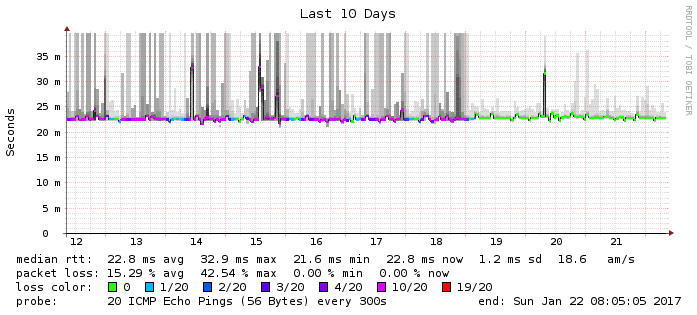 Last 10 Days
RRDTOOL / TOBI OETIKER
Seconds
35 m
30 m
25 m
20 m
15 m
10 m
5 m
0
12 13 14 15 16 17 18 19 20 21
median rtt: 22.8 ms avg 32.9 ms max 21.6 ms min 22.8 ms now 1.2 ms sd 18.6 am/s
packet loss: 15.29 % avg 42.54 % max 0.00 % min 0.00 % now
loss color: 0 1/20 2/20 3/20 4/20 10/20 19/20
probe: 20 ICMP Echo Pings (56 Bytes) every 300s end: Sun Jan 22 08:05:05 2017